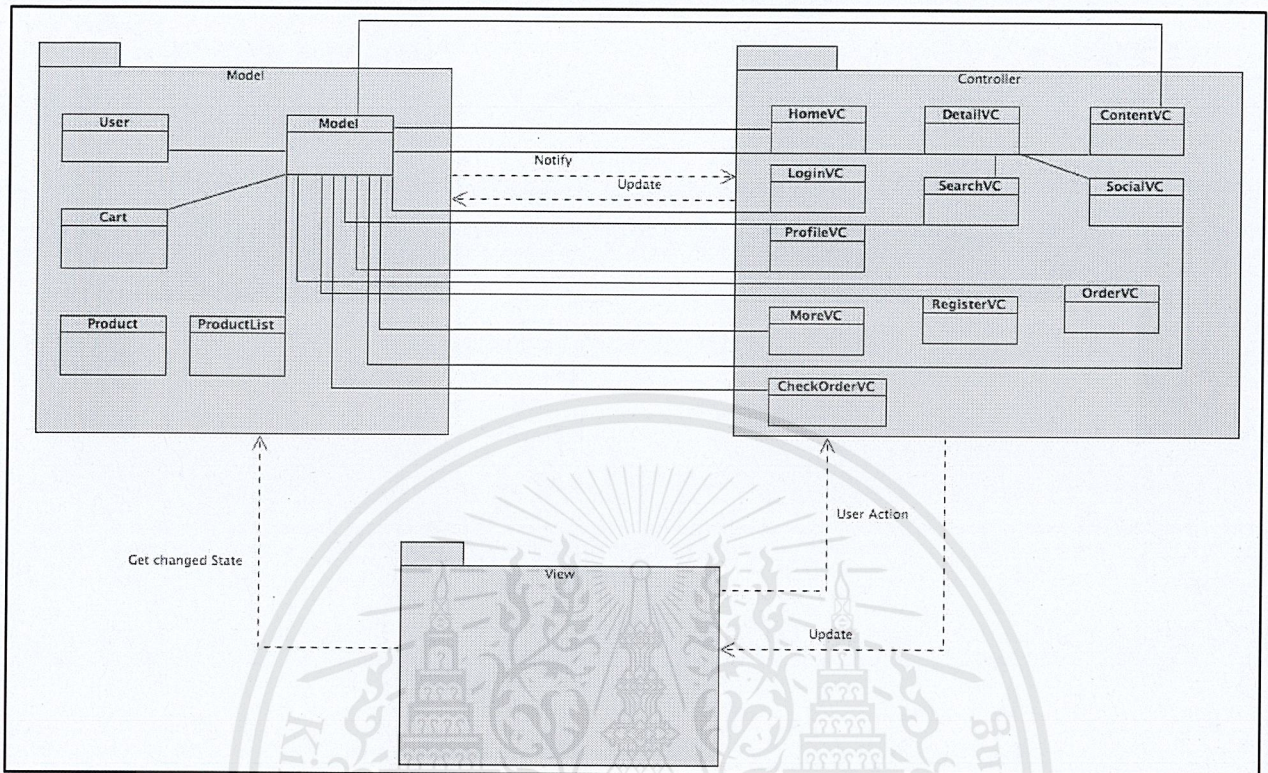 Model
Controller
User
Model
HomeVC
DetailVC
ContentVC
Notify
Update
LoginVC
SearchVC
SocialVC
Cart
ProfileVC
Product
ProductList
MoreVC
RegisterVC
OrderVC
CheckOrderVC
Get changed State
User Action
View
Update